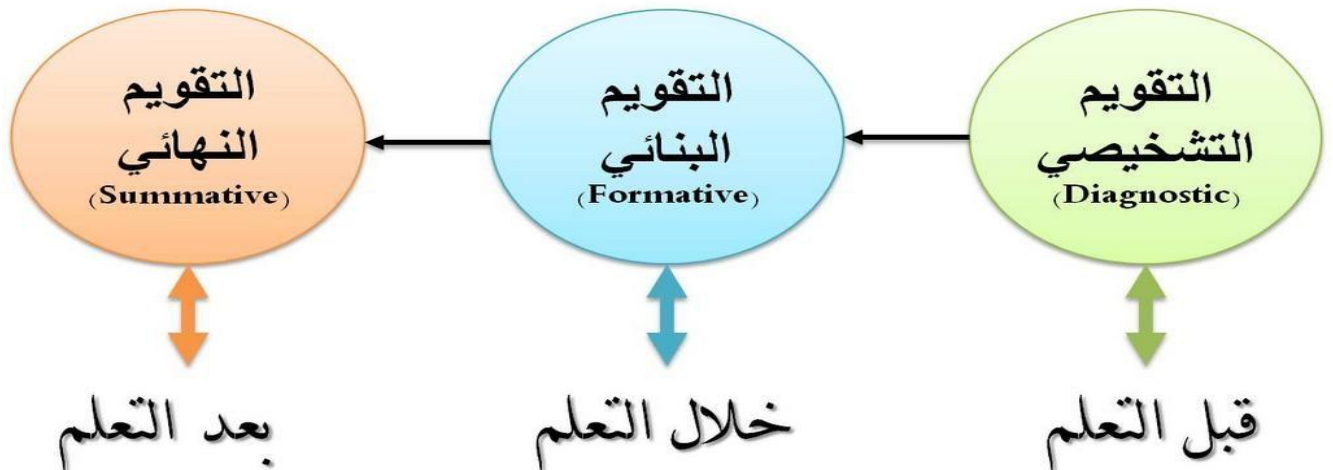 التقويم
التشخيصي
(Diagnostic)
التقويم
البنائي
(Formative)
التقويم
النهائي
(Summative)
قبل التعلم
خلال التعلم
بعد التعلم